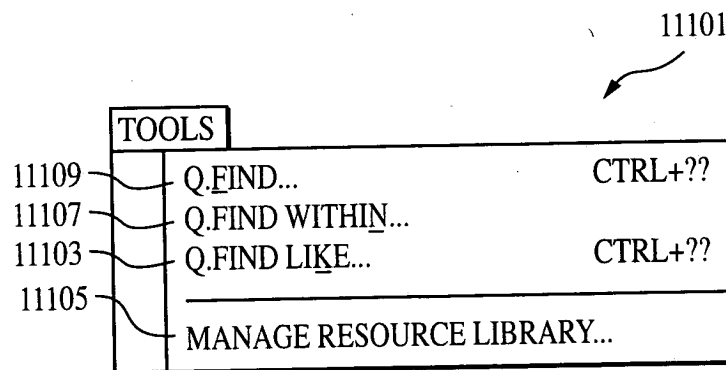 11101
TOOLS
11109 Q.FIND... CTRL+??
11107 Q.FIND WITHIN...
11103 Q.FIND LIKE... CTRL+??
11105
MANAGE RESOURCE LIBRARY...